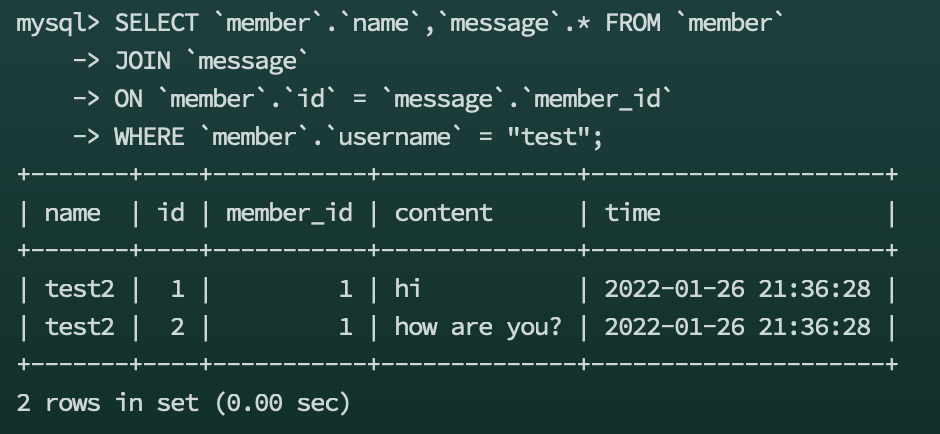 mysql> SELECT `member`.`name`,`message`.* FROM `member`
    -> JOIN `message`
    -> ON `member`.`id` = `message`.`member_id`
    -> WHERE `member`.`username` = "test";
+-------+----+-----------+--------------+---------------------+
| name  | id | member_id | content      | time                |
+-------+----+-----------+--------------+---------------------+
| test2 |  1 |         1 | hi           | 2022-01-26 21:36:28 |
| test2 |  2 |         1 | how are you? | 2022-01-26 21:36:28 |
+-------+----+-----------+--------------+---------------------+
2 rows in set (0.00 sec)